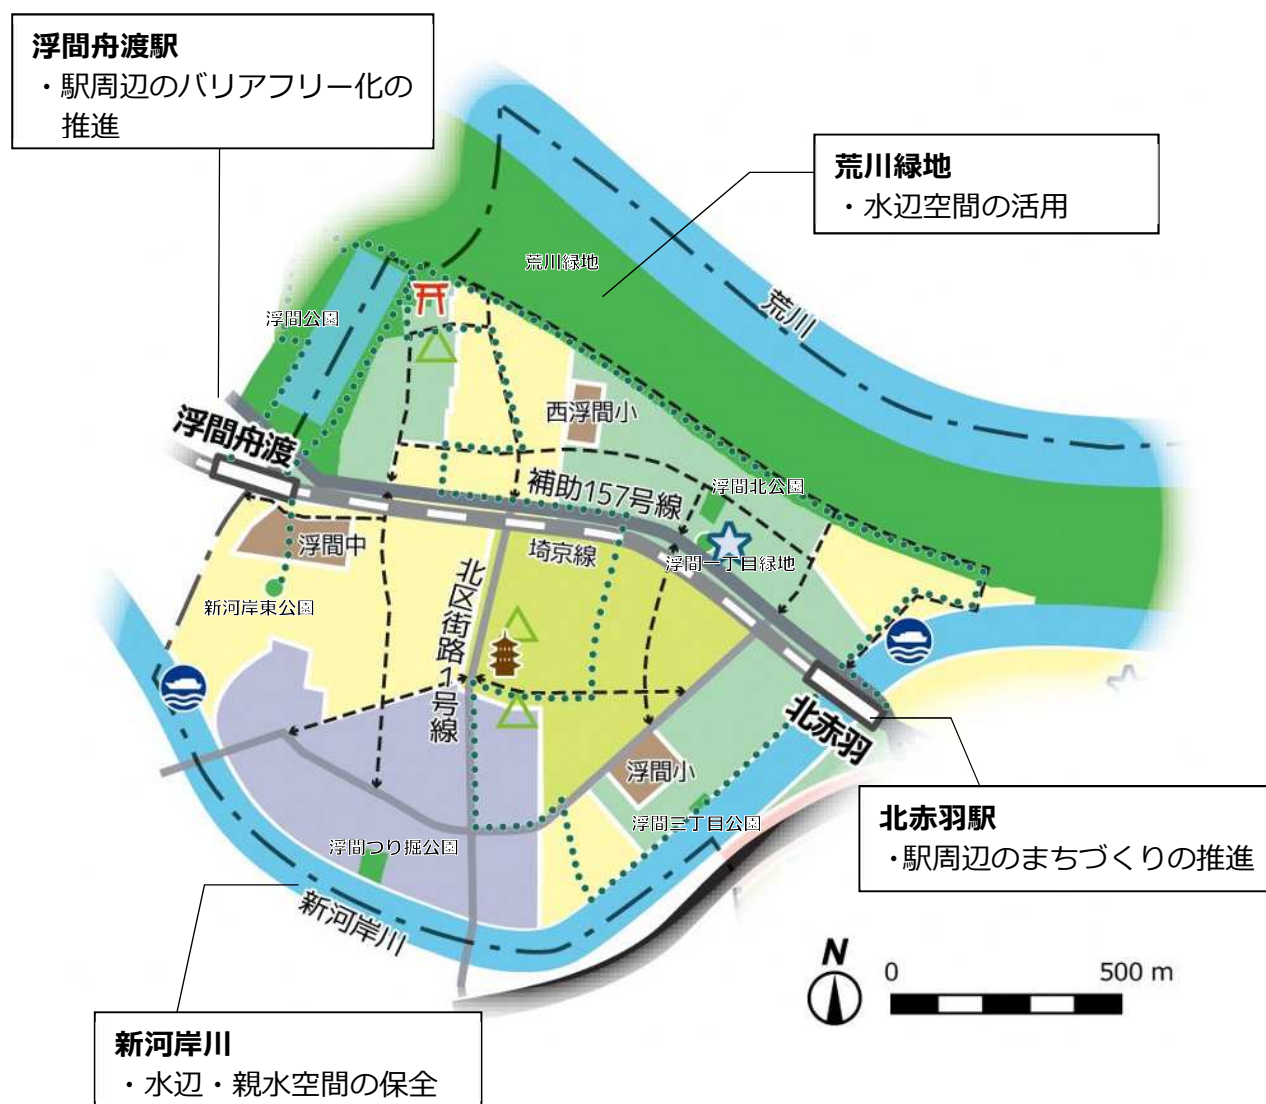 浮間舟渡駅
・駅周辺のバリアフリー化の
推進
荒川緑地
・水辺空間の活用
荒川緑地
荒川
浮間公園
浮間舟渡
西浮間小
補助157号線
浮間北公園
浮間中
埼京線
浮間一丁目緑地
新河岸東公園
北区街路1号線
北赤羽
浮間小
浮間三丁目公園
浮間つり堀公園
新河岸川
北赤羽駅
・駅周辺のまちづくりの推進
N
0 500 m
新河岸川
・水辺・親水空間の保全